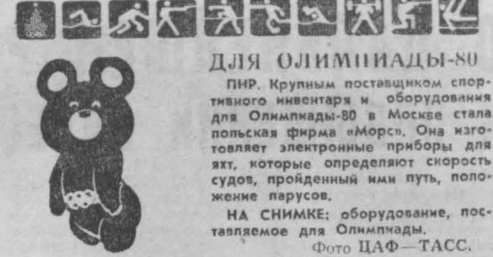 ДЛЯ ОЛИМПИАДЫ-80
ПНР. Крупным поставщиком спор-
тивного инвентаря и оборудования
для Олимпиады-80 в Москве стала
польская фирма «Морс». Она изго-
товляет электронные приборы для
яхт, которые определяют скорость
судов, пройденный ими путь, поло-
жение парусов.
НА СНИМКЕ: оборудование, пос-
тавляемое для Олимпиады.
Фото ЦАФ—ТАСС.